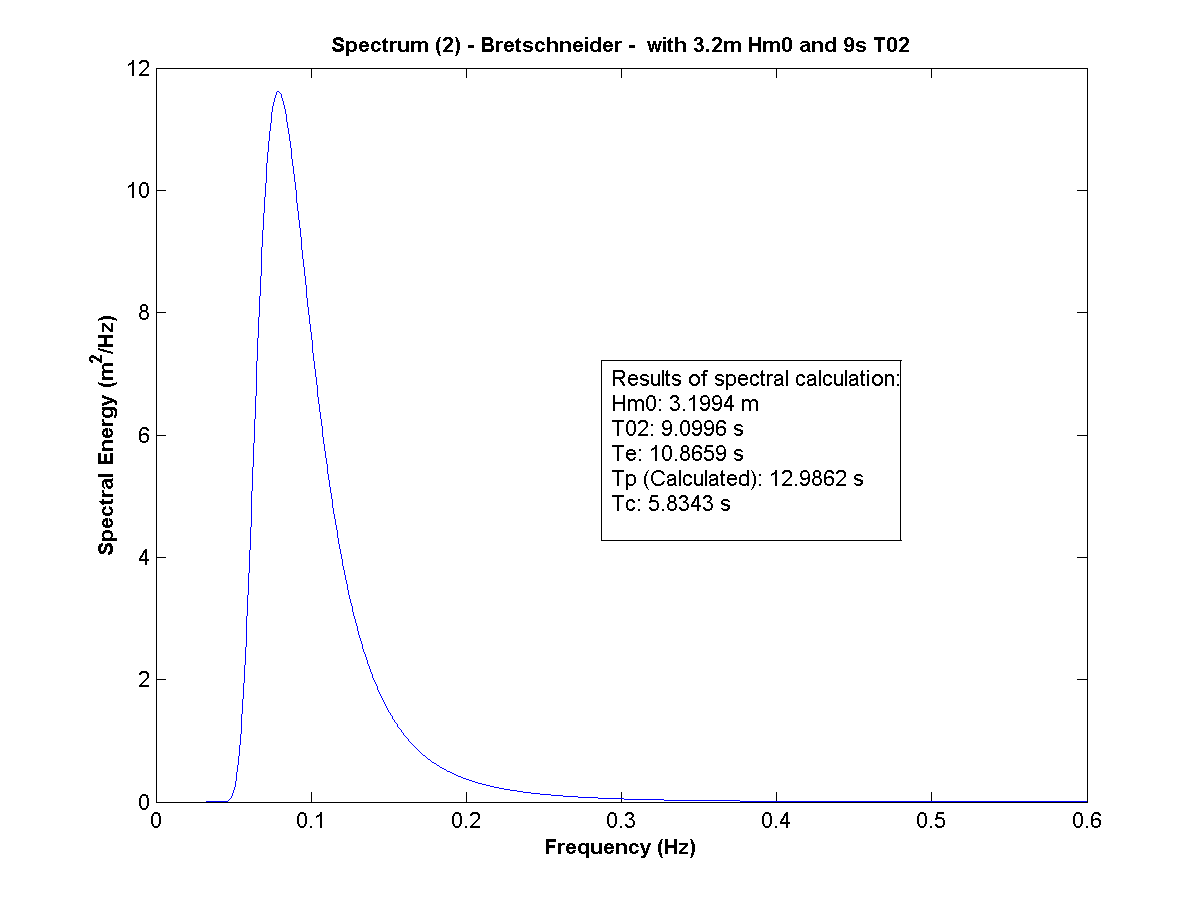 Spectrum (2) - Bretschneider -  with 3.2m Hm0 and 9s T02
12
10
8
6
4
2
0
Spectral Energy (m²/Hz)
Results of spectral calculation:
Hm0: 3.1994 m
T02: 9.0996 s
Te: 10.8659 s
Tp (Calculated): 12.9862 s
Tc: 5.8343 s
0 0.1 0.2 0.3 0.4 0.5 0.6
Frequency (Hz)